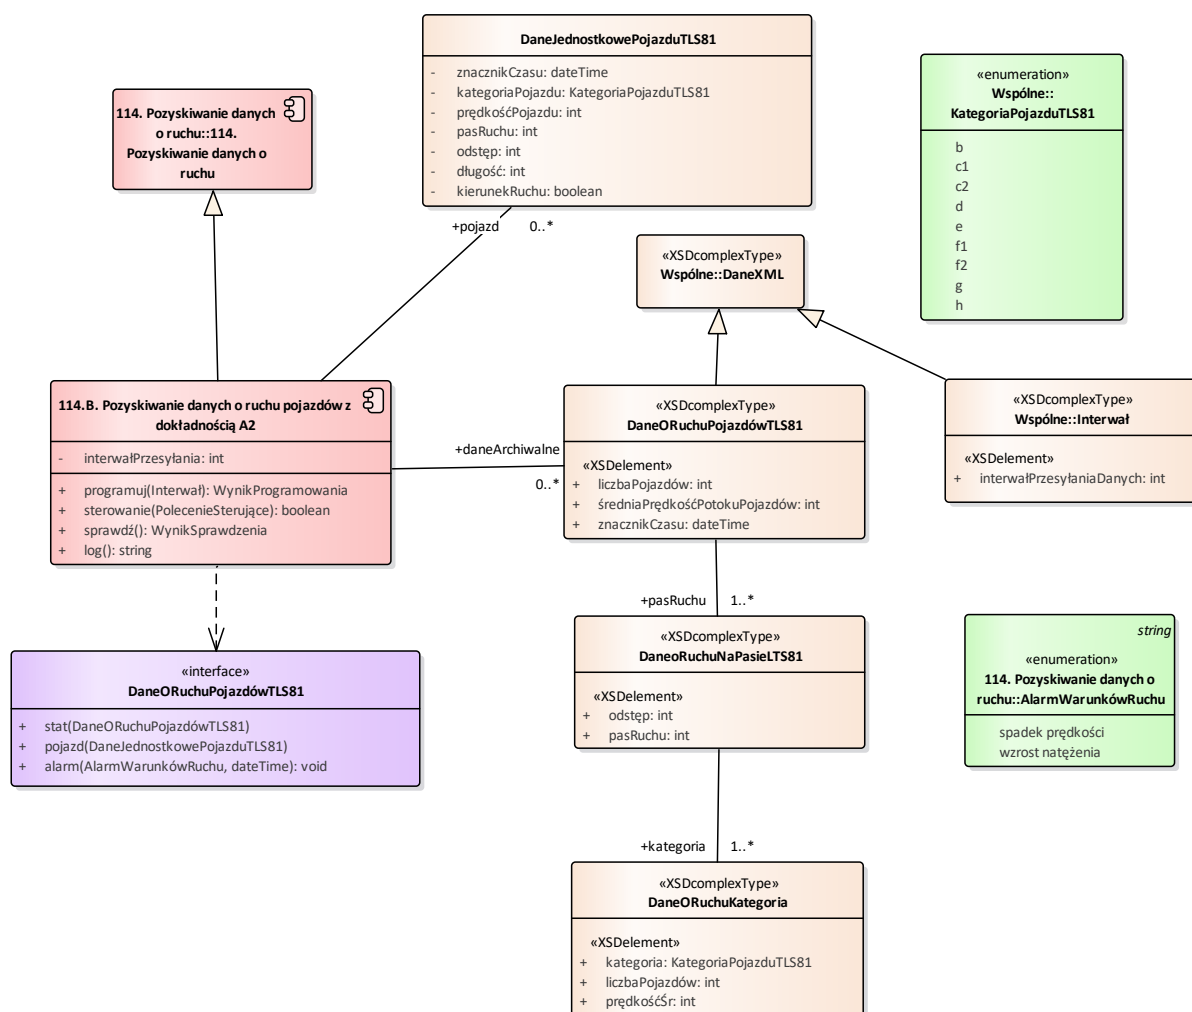 DaneJednostkowePojazduTLS81
- znacznikCzasu: dateTime
- kategoriaPojazdu: KategoriaPojazduTLS81
- prędkośćPojazdu: int
- pasRuchu: int
- odstęp: int
- długość: int
- kierunekRuchu: boolean
«enumeration»
Wspólne::
KategoriaPojazduTLS81
b
c1
c2
d
e
f1
f2
g
h
114. Pozyskiwanie danych
o ruchu::114.
Pozyskiwanie danych o
ruchu
+pojazd 0..*
«XSDcomplexType»
Wspólne::DaneXML
114.B. Pozyskiwanie danych o ruchu pojazdów z
dokładnością A2
- interwałPrzesyłania: int
+ programuj(Interwał): WynikProgramowania
+ sterowanie(PolecenieSterujące): boolean
+ sprawdź(): WynikSprawdzenia
+ log(): string
+daneArchiwalne
0..*
«XSDcomplexType»
DaneORuchuPojazdówTLS81
«XSDelement»
+ liczbaPojazdów: int
+ średniaPrędkośćPotokuPojazdów: int
+ znacznikCzasu: dateTime
«XSDcomplexType»
Wspólne::Interwał
«XSDelement»
+ interwałPrzesyłaniaDanych: int
+pasRuchu 1..*
«interface»
DaneORuchuPojazdówTLS81
+ stat(DaneORuchuPojazdówTLS81)
+ pojazd(DaneJednostkowePojazduTLS81)
+ alarm(AlarmWarunkówRuchu, dateTime): void
«XSDcomplexType»
DaneoRuchuNaPasieLTS81
«XSDelement»
+ odstęp: int
+ pasRuchu: int
string
«enumeration»
114. Pozyskiwanie danych o
ruchu::AlarmWarunkówRuchu
spadek prędkości
wzrost natężenia
+kategoria 1..*
«XSDcomplexType»
DaneORuchuKategoria
«XSDelement»
+ kategoria: KategoriaPojazduTLS81
+ liczbaPojazdów: int
+ prędkośćŚr: int